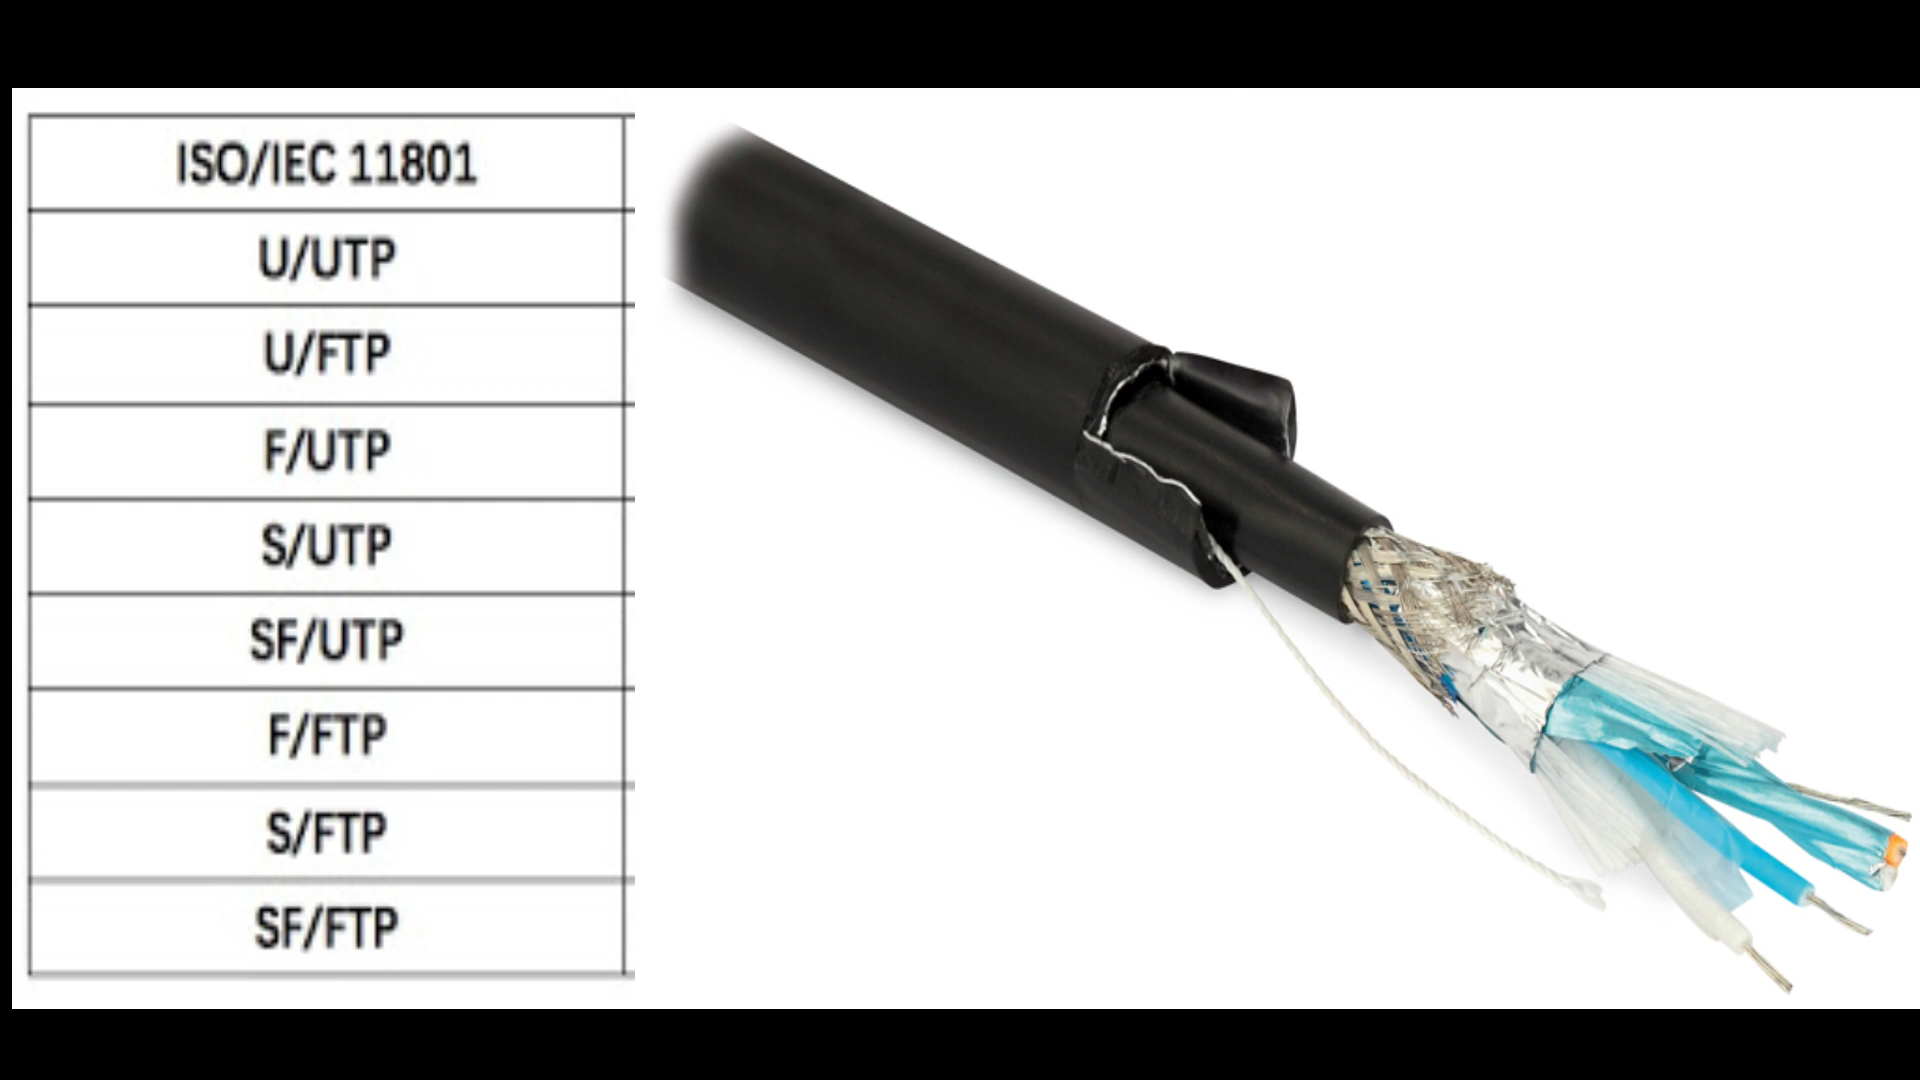 ISO/IEC 11801
U/UTP
U/FTP
F/UTP
S/UTP
SF/UTP
F/FTP
S/FTP
SF/FTP